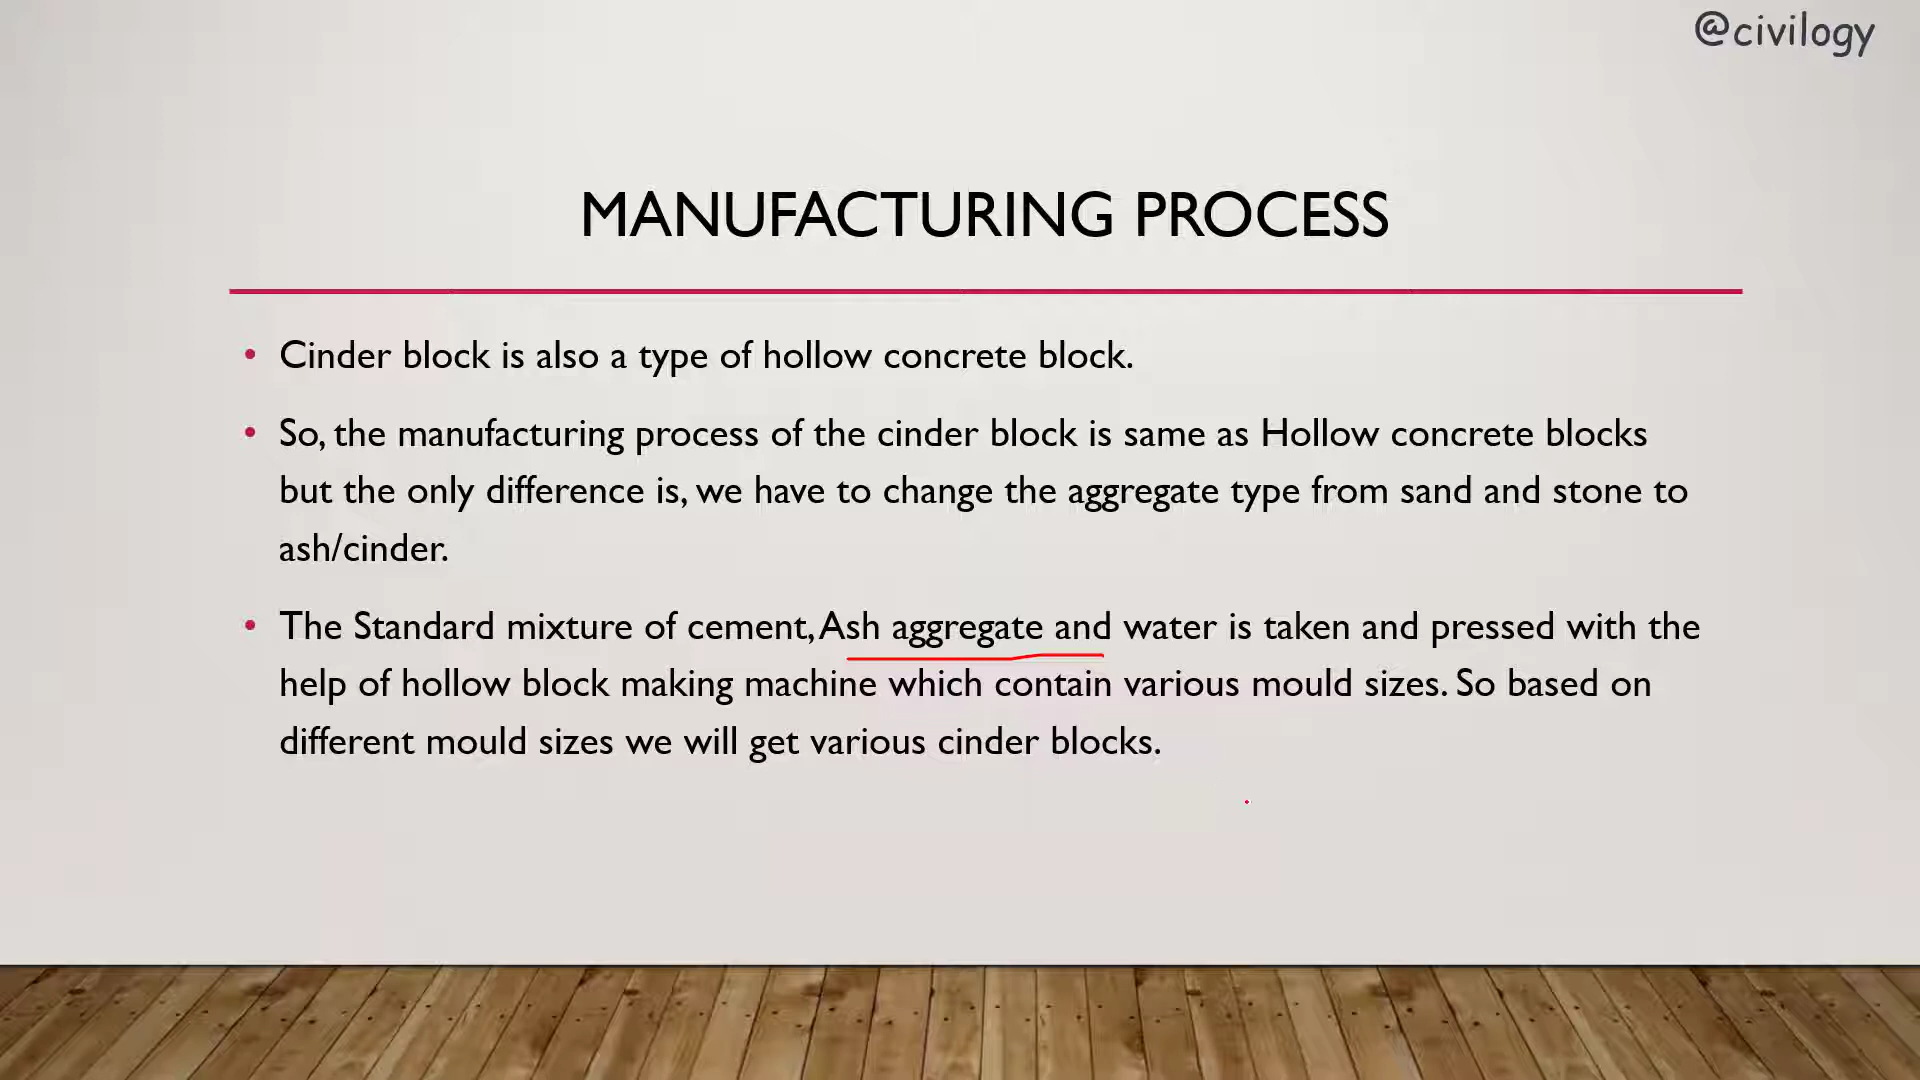 @civilogy
MANUFACTURING PROCESS
• Cinder block is also a type of hollow concrete block.
• So, the manufacturing process of the cinder block is same as Hollow concrete blocks
but the only difference is, we have to change the aggregate type from sand and stone to
ash/cinder.
• The Standard mixture of cement, Ash aggregate and water is taken and pressed with the
help of hollow block making machine which contain various mould sizes. So based on
different mould sizes we will get various cinder blocks.